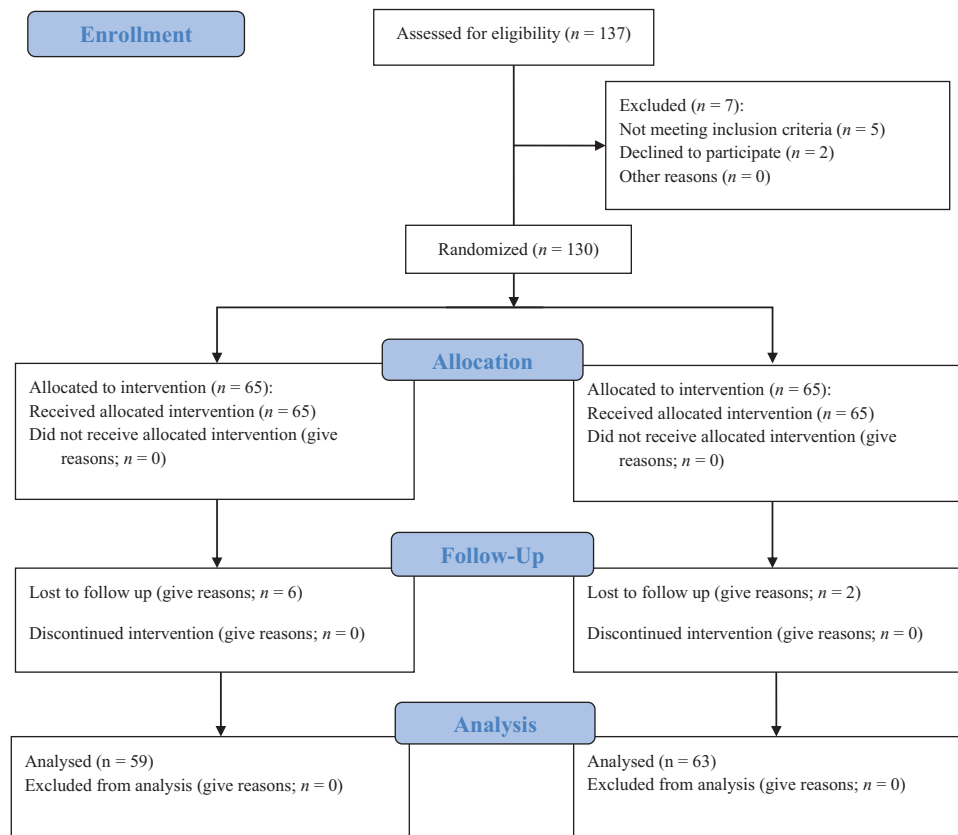 Enrollment
Assessed for eligibility (n = 137)
Excluded (n = 7):
Not meeting inclusion criteria (n = 5)
Declined to participate (n = 2)
Other reasons (n = 0)
Randomized (n = 130)
Allocation
Allocated to intervention (n = 65):
Received allocated intervention (n = 65)
Did not receive allocated intervention (give
reasons; n = 0)
Allocated to intervention (n = 65):
Received allocated intervention (n = 65)
Did not receive allocated intervention (give
reasons; n = 0)
Follow-Up
Lost to follow up (give reasons; n = 6)
Discontinued intervention (give reasons; n = 0)
Lost to follow up (give reasons; n = 2)
Discontinued intervention (give reasons; n = 0)
Analysis
Analysed (n = 59)
Excluded from analysis (give reasons; n = 0)
Analysed (n = 63)
Excluded from analysis (give reasons; n = 0)